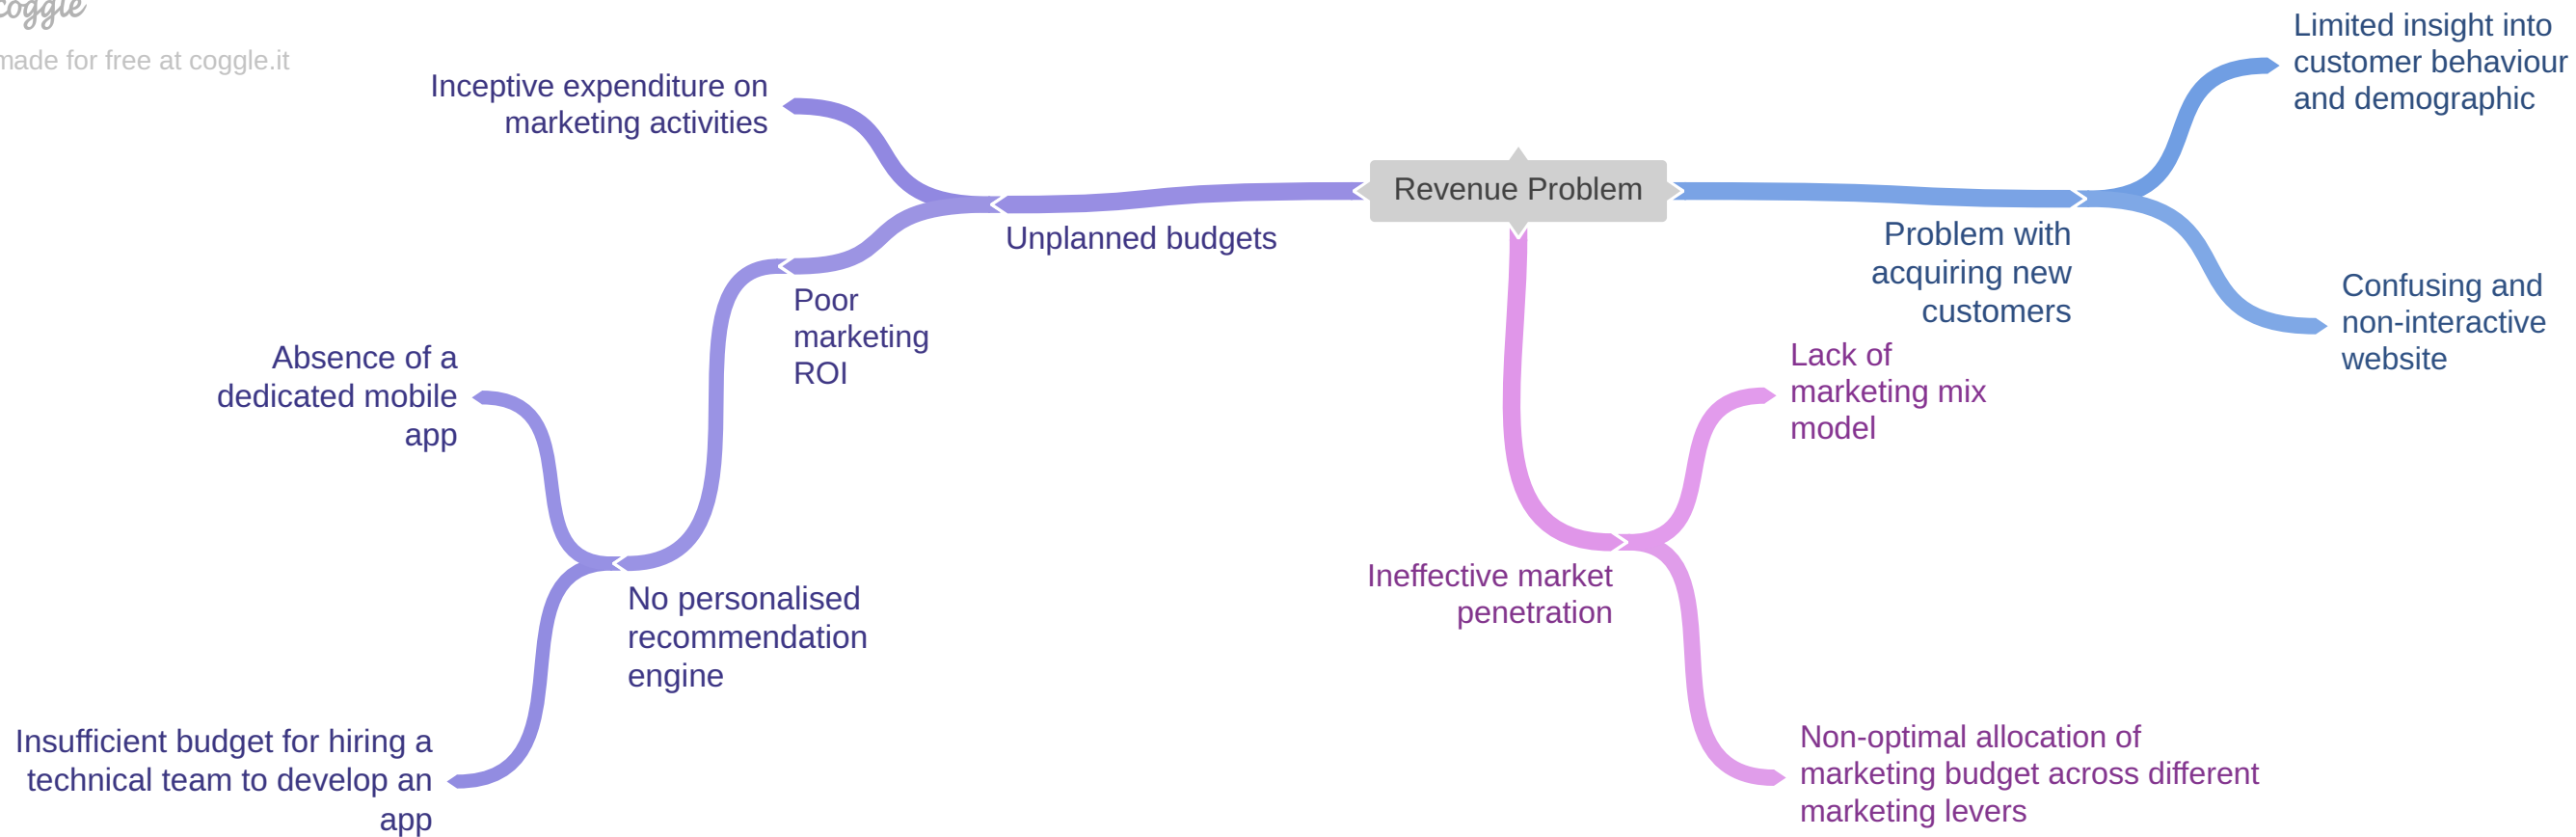 coggle
made for free at coggle.it
Inceptive expenditure on
marketing activities
Unplanned budgets
Poor
marketing
ROI
Absence of a
dedicated mobile
app
No personalised
recommendation
engine
Insufficient budget for hiring a
technical team to develop an
app
Revenue Problem
Limited insight into
customer behaviour
and demographic
Problem with
acquiring new
customers
Confusing and
non-interactive
website
Lack of
marketing mix
model
Ineffective market
penetration
Non-optimal allocation of
marketing budget across different
marketing levers